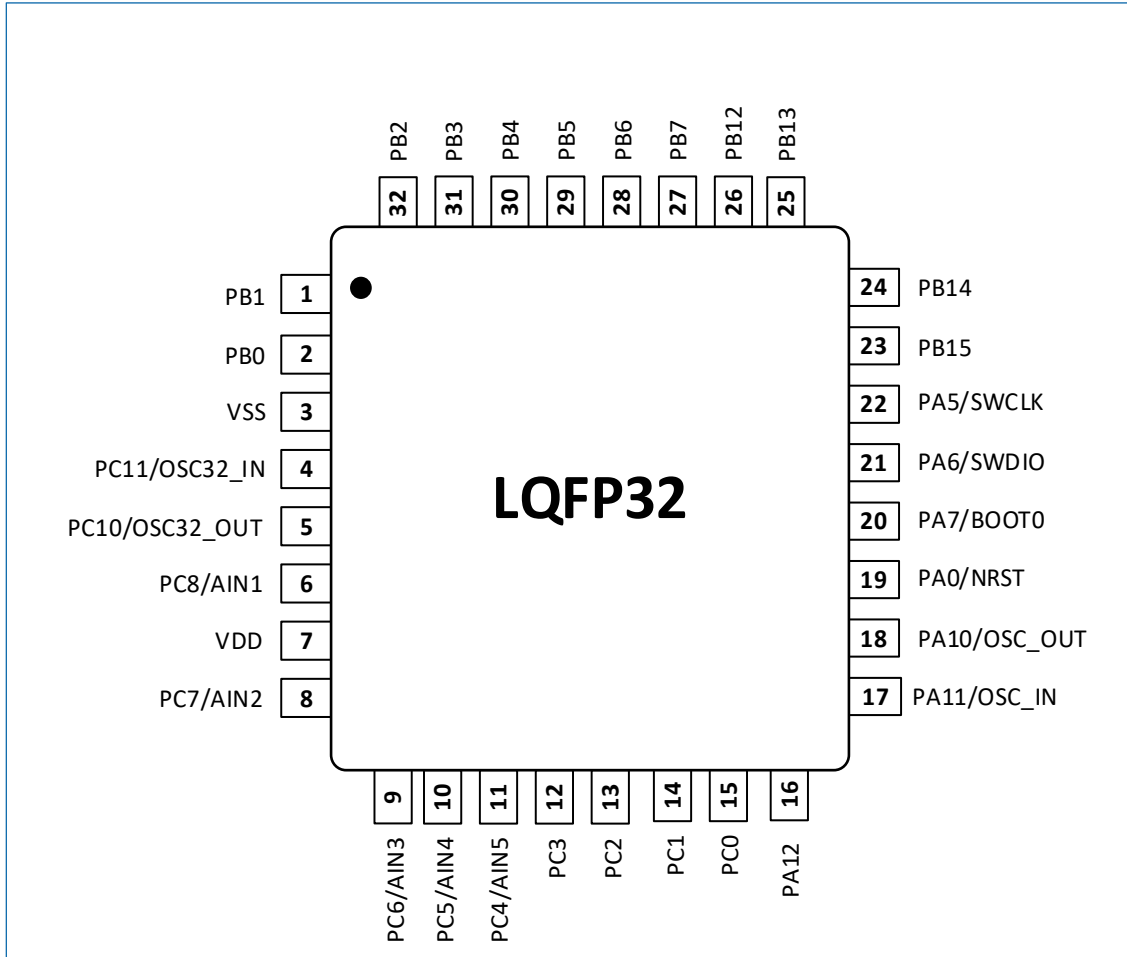 PB2
PB3
PB4
PB5
PB6
PB7
PB12
PB13
32
31
30
29
28
27
26
25
PB1 1
PB0 2
VSS 3
PC11/OSC32_IN 4
PC10/OSC32_OUT 5
PC8/AIN1 6
VDD 7
PC7/AIN2 8
LQFP32
24 PB14
23 PB15
22 PA5/SWCLK
21 PA6/SWDIO
20 PA7/BOOT0
19 PA0/NRST
18 PA10/OSC_OUT
17 PA11/OSC_IN
9
10
11
12
13
14
15
16
PC6/AIN3
PC5/AIN4
PC4/AIN5
PC3
PC2
PC1
PC0
PA12